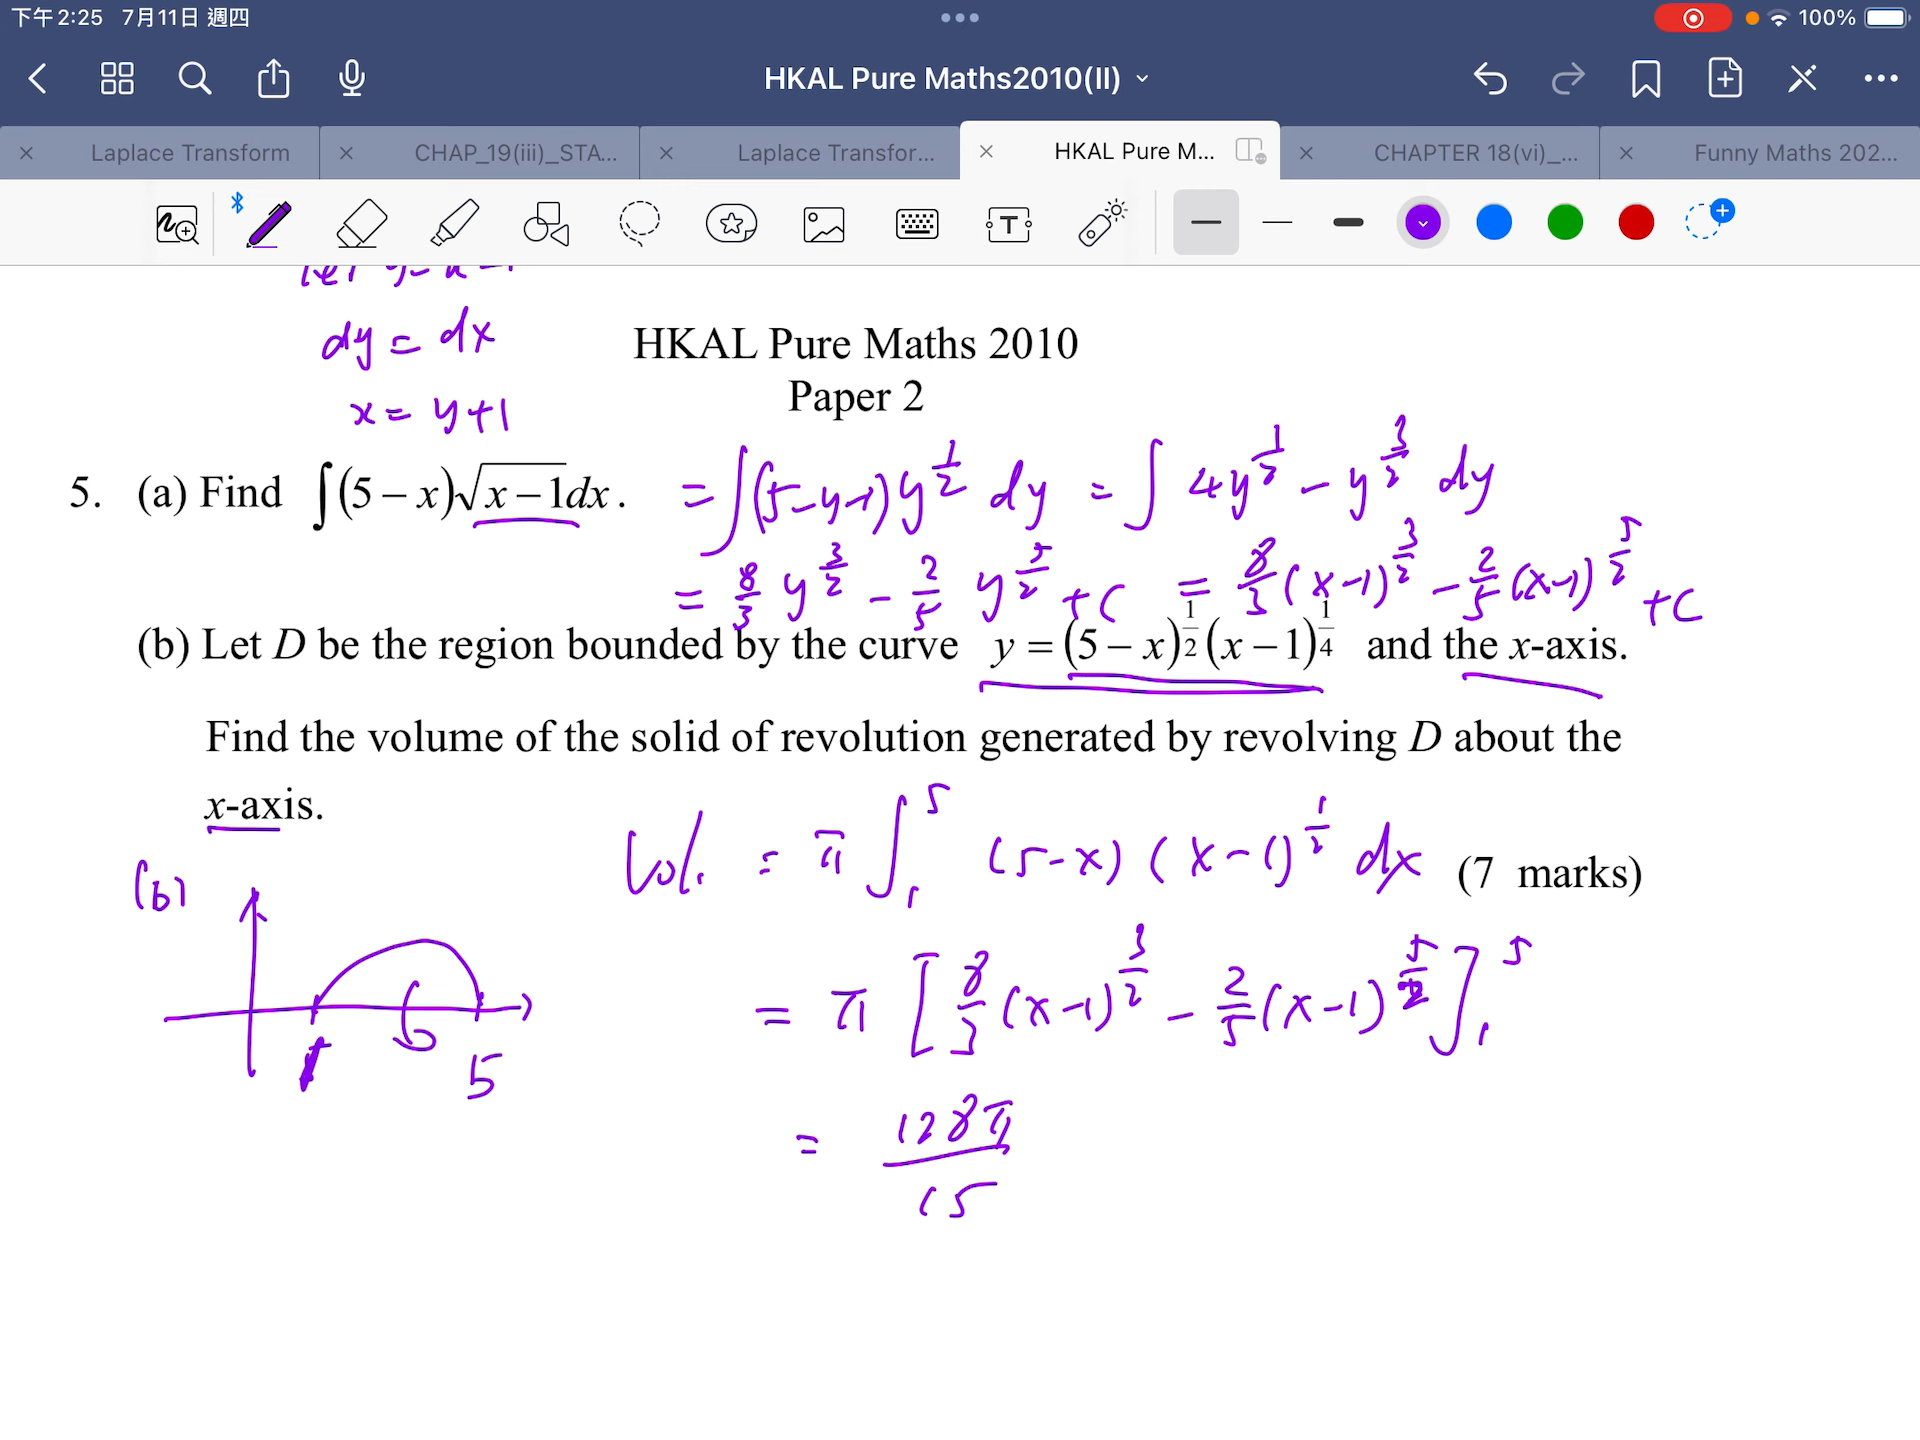 下午2:25 7月11日 週四
100%
HKAL Pure Maths2010(II)
Laplace Transform
CHAP_19(iii)_STA...
Laplace Transfor...
HKAL Pure M...
CHAPTER 18(vi)_...
Funny Maths 202...
T
dy = dx
x = y+1
HKAL Pure Maths 2010
Paper 2
5. (a) Find ∫(5 – x)√(x – 1)dx. = ∫(5-y-1)y^(1/2) dy = ∫ 4y^(1/2) - y^(3/2) dy
= 8/3 y^(3/2) - 2/5 y^(5/2) + C = 8/3 (x-1)^(3/2) - 2/5 (x-1)^(5/2) + C
(b) Let D be the region bounded by the curve y = (5 – x)^(1/2) (x – 1)^(1/4) and the x-axis.
Find the volume of the solid of revolution generated by revolving D about the
x-axis.
(b)
1
5
Vol. = π ∫₁⁵ (5-x)(x-1)^(1/2) dx (7 marks)
= π [8/3 (x-1)^(3/2) - 2/5 (x-1)^(5/2)]₁⁵
= 128π/15